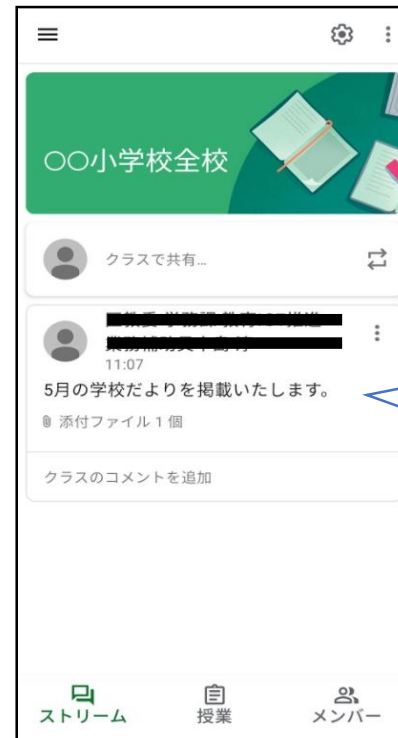 〇〇小学校全校
クラスで共有…
11:07
5月の学校だよりを掲載いたします。
添付ファイル 1 個
クラスのコメントを追加
ストリーム
授業
メンバー